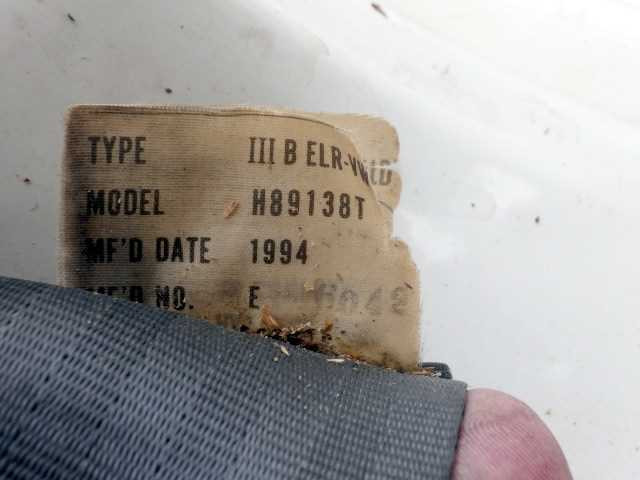 TYPE III B ELR-
MODEL H89138T
MF'D DATE 1994
MF'D NO. E